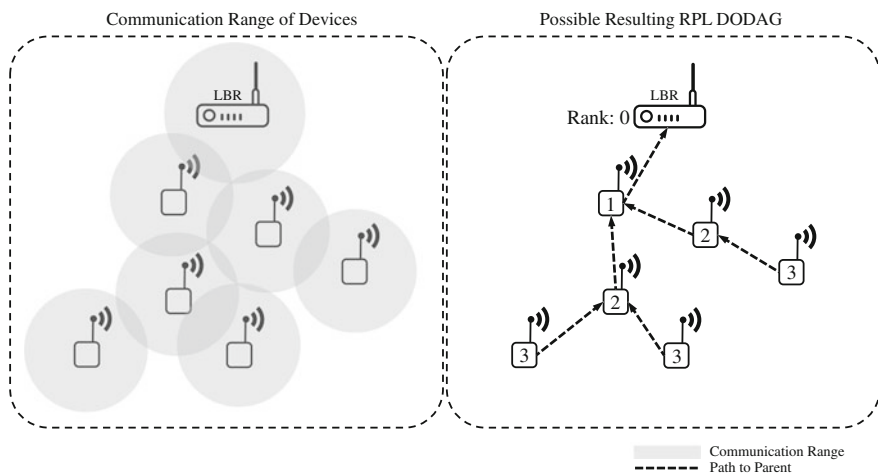 Communication Range of Devices
Possible Resulting RPL DODAG
LBR
LBR
Rank: 0
1
2
3
2
3
3
Communication Range
Path to Parent